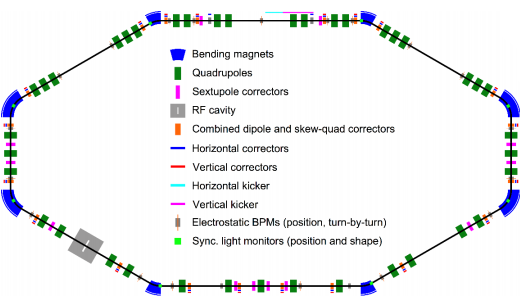 Bending magnets
Quadrupoles
Sextupole correctors
RF cavity
Combined dipole and skew-quad correctors
Horizontal correctors
Vertical correctors
Horizontal kicker
Vertical kicker
Electrostatic BPMs (position, turn-by-turn)
Sync. light monitors (position and shape)